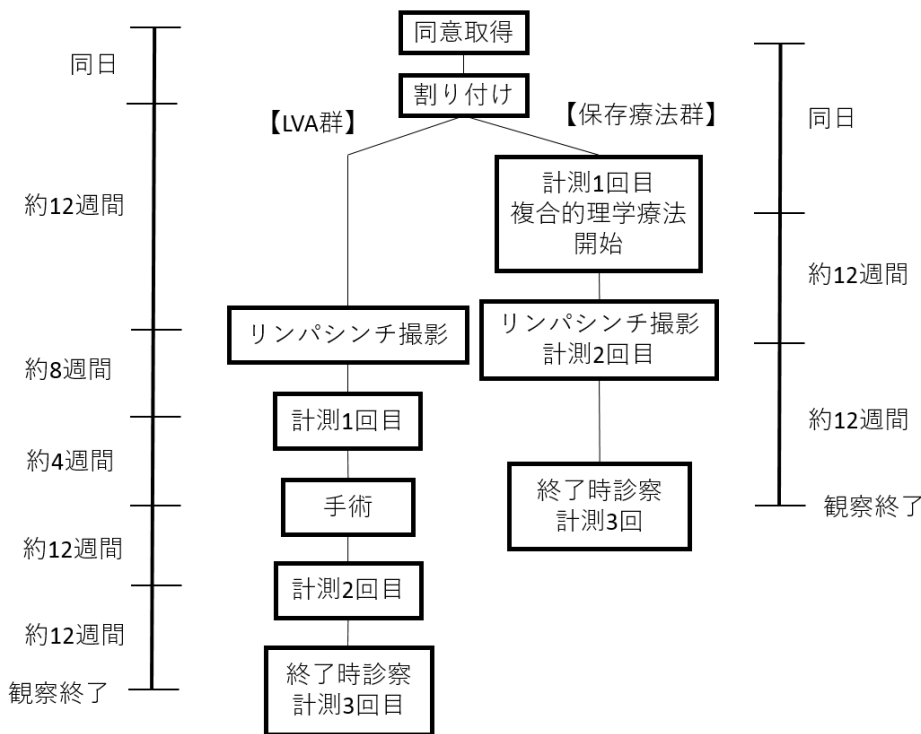 同意取得
割り付け
【LVA群】
【保存療法群】
同日
約12週間
約8週間
約4週間
約12週間
約12週間
観察終了
リンパシンチ撮影
計測1回目
手術
計測2回目
終了時診察
計測3回目
計測1回目
複合的理学療法
開始
リンパシンチ撮影
計測2回目
終了時診察
計測3回
同日
約12週間
約12週間
観察終了